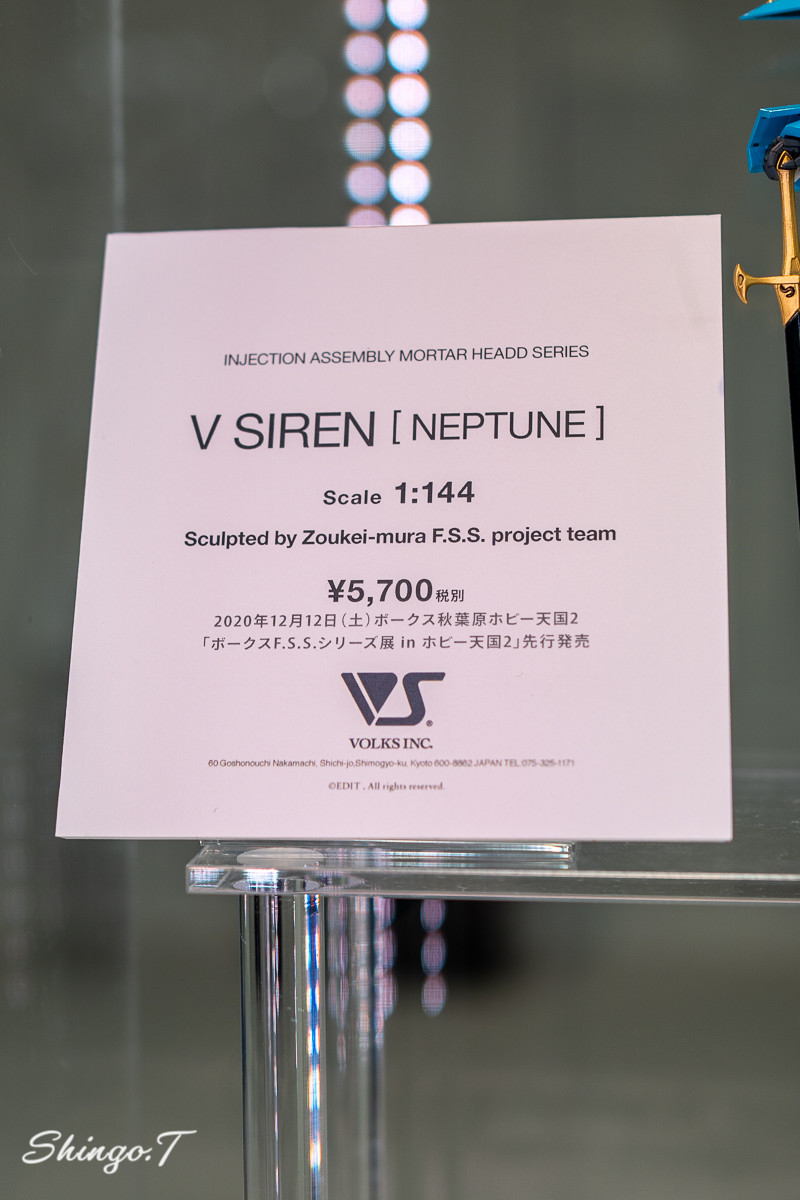 INJECTION ASSEMBLY MORTAR HEADD SERIES
V SIREN [ NEPTUNE ]
Scale 1:144
Sculpted by Zoukei-mura F.S.S. project team
¥5,700税別
2020年12月12日(土)ボークス秋葉原ホビー天国2
「ボークスF.S.S.シリーズ展 in ホビー天国2」先行発売
VS®
VOLKS INC.
60 Goshonouchi Nakamachi, Shichi-jo,Shimogyo-ku, Kyoto 600-8862 JAPAN TEL 075-325-1171
©EDIT , All rights reserved.
Shingo.T